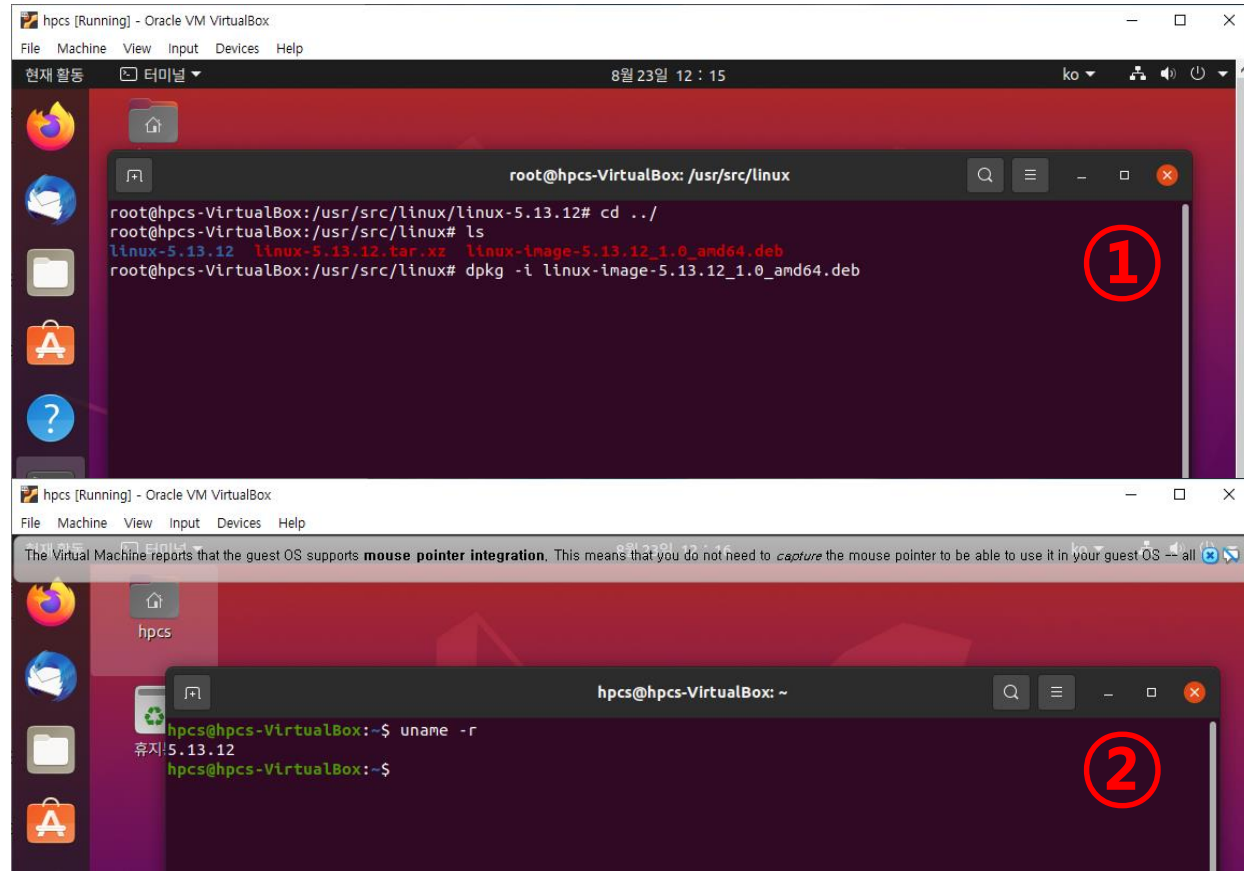 hpcs [Running] - Oracle VM VirtualBox
File Machine View Input Devices Help
현재 활동 터미널 8월 23일 12 : 15 ko
root@hpcs-VirtualBox: /usr/src/linux
root@hpcs-VirtualBox:/usr/src/linux/linux-5.13.12# cd ../
root@hpcs-VirtualBox:/usr/src/linux# ls
linux-5.13.12 linux-5.13.12.tar.xz linux-image-5.13.12_1.0_amd64.deb
root@hpcs-VirtualBox:/usr/src/linux# dpkg -i linux-image-5.13.12_1.0_amd64.deb
①
hpcs [Running] - Oracle VM VirtualBox
File Machine View Input Devices Help
The Virtual Machine reports that the guest OS supports mouse pointer integration. This means that you do not need to capture the mouse pointer to be able to use it in your guest OS -- all
hpcs
hpcs@hpcs-VirtualBox: ~
hpcs@hpcs-VirtualBox:~$ uname -r
5.13.12
hpcs@hpcs-VirtualBox:~$
②